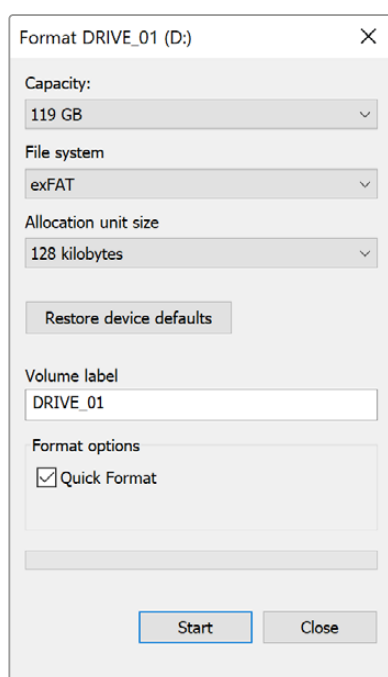 Format DRIVE_01 (D:)
Capacity:
119 GB
File system
exFAT
Allocation unit size
128 kilobytes
Restore device defaults
Volume label
DRIVE_01
Format options
Quick Format
Start Close